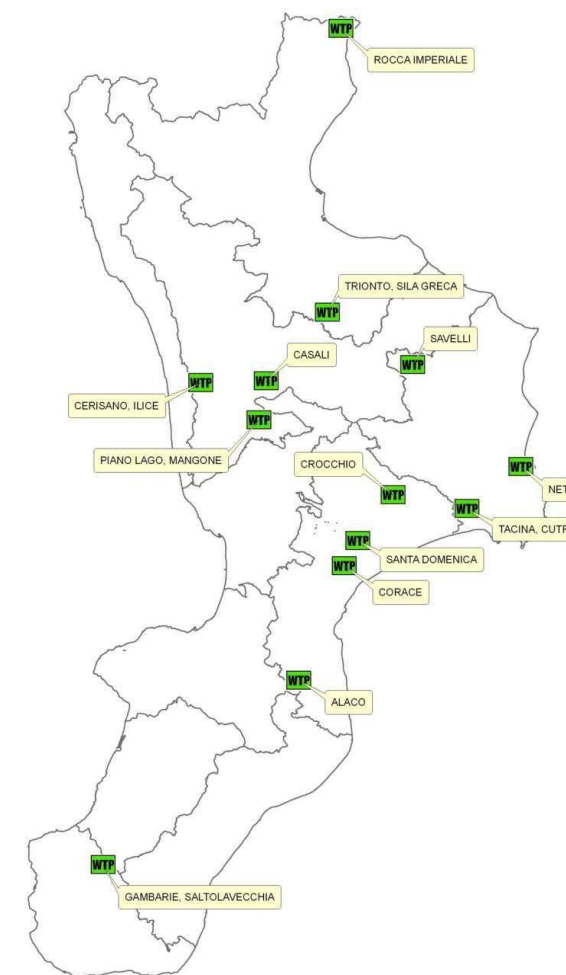 WTP
ROCCA IMPERIALE
TRIONTO, SILA GRECA
WTP
SAVELLI
WTP
CASALI
WTP
WTP
CERISANO, ILICE
WTP
PIANO LAGO, MANGONE
CROCCHIO
WTP
WTP
NET
WTP
TACINA, CUTR
WTP
SANTA DOMENICA
WTP
CORACE
WTP
ALACO
WTP
GAMBARIE, SALTOLAVECCHIA